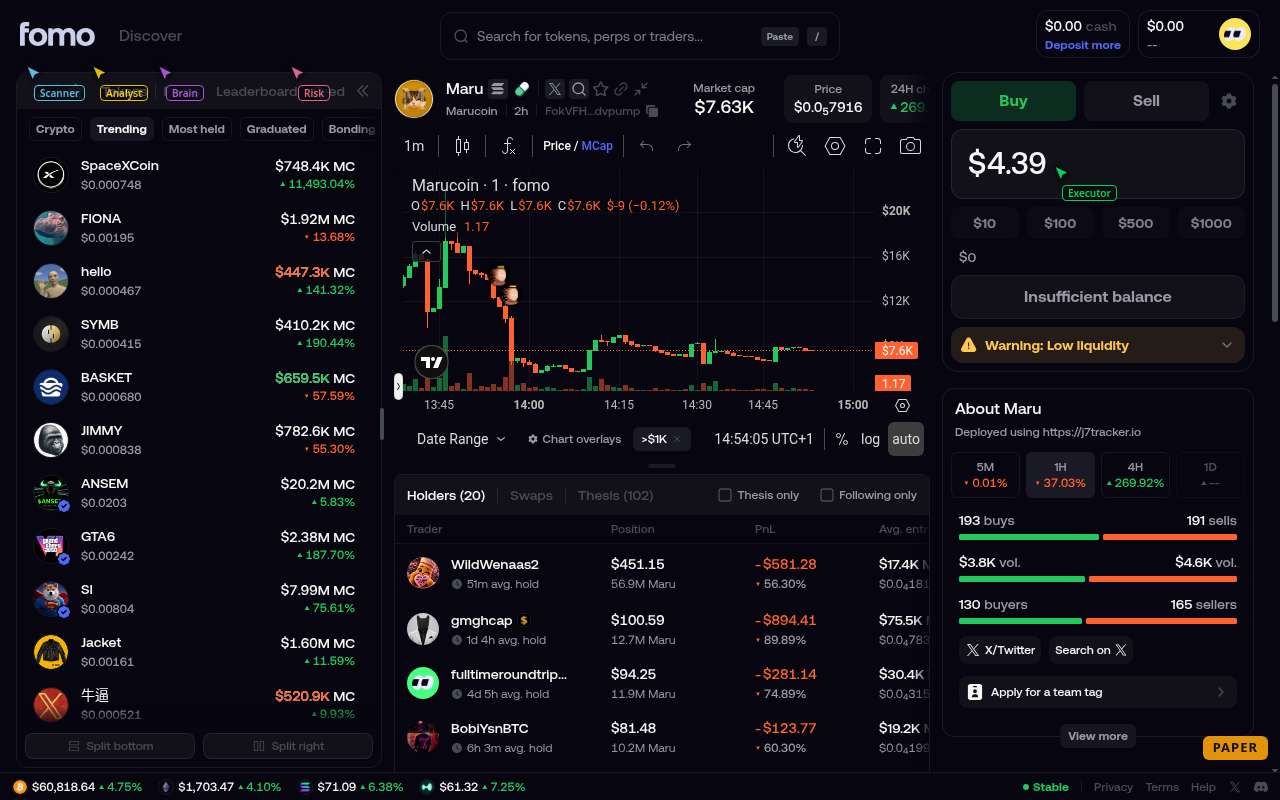 fomo
Discover
Search for tokens, perps or traders...
Paste
/
$0.00 cash
Deposit more
$0.00
--
Scanner
Analyst
Brain
Leaderboard
Risk
Crypto
Trending
Most held
Graduated
Bonding
SpaceXCoin $748.4K MC
$0.000748 11,493.04%
FIONA $1.92M MC
$0.00195 13.68%
hello $447.3K MC
$0.000467 141.32%
SYMB $410.2K MC
$0.000415 190.44%
BASKET $659.5K MC
$0.000680 57.59%
JIMMY $782.6K MC
$0.000838 55.30%
ANSEM $20.2M MC
$0.0203 5.83%
GTA6 $2.38M MC
$0.00242 187.70%
SI $7.99M MC
$0.00804 75.61%
Jacket $1.60M MC
$0.00161 11.59%
牛逼 $520.9K MC
$0.000521 9.93%
Split bottom
Split right
Maru
Marucoin 2h FokVFH...dvpump
Market cap
$7.63K
Price
$0.0₅7916
24H
269
1m
Price / MCap
Marucoin · 1 · fomo
O$7.6K H$7.6K L$7.6K C$7.6K $-9 (−0.12%)
Volume 1.17
$20K
$16K
$12K
$7.6K
1.17
13:45 14:00 14:15 14:30 14:45 15:00
Date Range
Chart overlays
>$1K ×
14:54:05 UTC+1
%
log
auto
Holders (20)
Swaps
Thesis (102)
Thesis only
Following only
Trader Position PnL Avg. entr
WildWenaas2 $451.15 -$581.28 $17.4K
51m avg. hold 56.9M Maru 56.30% $0.0₄181
gmghcap $ $100.59 -$894.41 $75.5K
1d 4h avg. hold 12.7M Maru 89.89% $0.0₄783
fulltimeroundtrip... $94.25 -$281.14 $30.4K
4d 5h avg. hold 11.9M Maru 74.89% $0.0₄315
BobiYsnBTC $81.48 -$123.77 $19.2K
6h 3m avg. hold 10.2M Maru 60.30% $0.0₄199
Buy
Sell
$4.39
Executor
$10 $100 $500 $1000
$0
Insufficient balance
Warning: Low liquidity
About Maru
Deployed using https://j7tracker.io
5M 1H 4H 1D
0.01% 37.03% 269.92% --
193 buys 191 sells
$3.8K vol. $4.6K vol.
130 buyers 165 sellers
X/Twitter
Search on X
Apply for a team tag
View more
PAPER
$60,818.64 4.75%
$1,703.47 4.10%
$71.09 6.38%
$61.32 7.25%
Stable
Privacy
Terms
Help